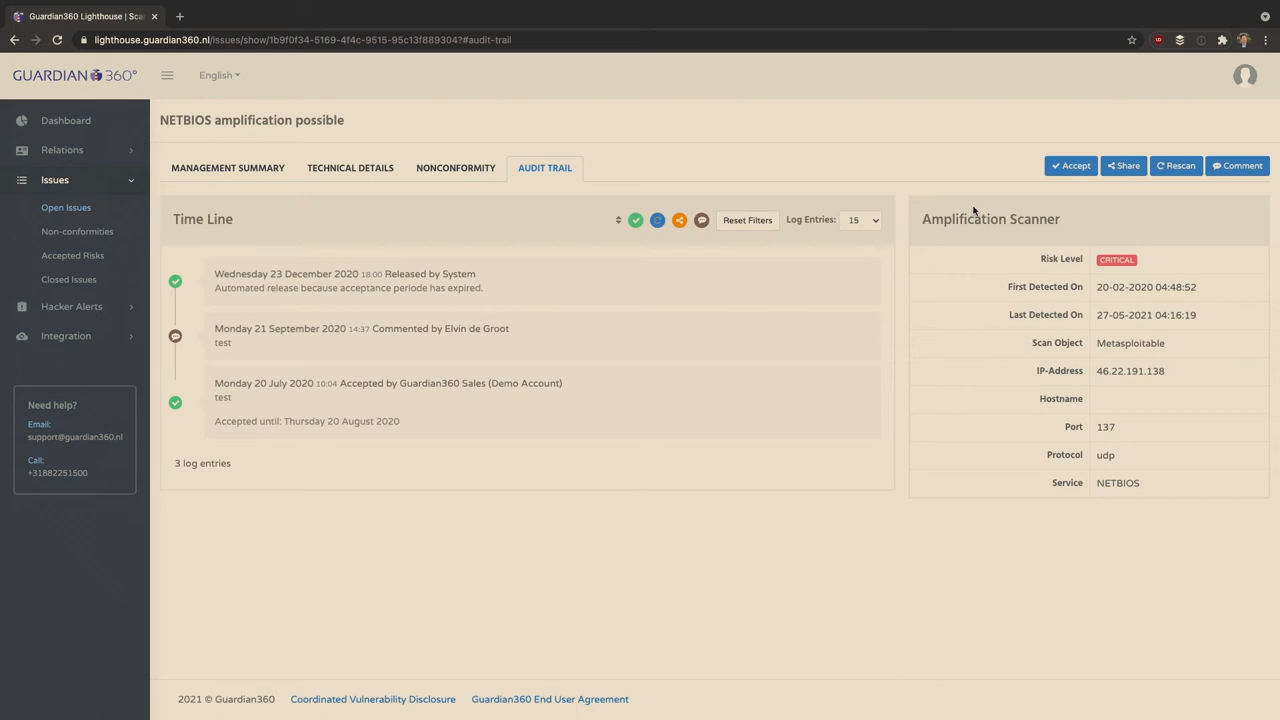 Guardian360 Lighthouse | Sca
lighthouse.guardian360.nl/issues/show/1b9f0f34-5169-4f4c-9515-95c13f889304?#audit-trail
GUARDIAN 360°
English
Dashboard
Relations
Issues
Open Issues
Non-conformities
Accepted Risks
Closed Issues
Hacker Alerts
Integration
Need help?
Email:
support@guardian360.nl
Call:
+31882251500
NETBIOS amplification possible
MANAGEMENT SUMMARY TECHNICAL DETAILS NONCONFORMITY AUDIT TRAIL
Accept Share Rescan Comment
Time Line
Reset Filters Log Entries: 15
Wednesday 23 December 2020 18:00 Released by System
Automated release because acceptance periode has expired.
Monday 21 September 2020 14:37 Commented by Elvin de Groot
test
Monday 20 July 2020 10:04 Accepted by Guardian360 Sales (Demo Account)
test
Accepted until: Thursday 20 August 2020
3 log entries
Amplification Scanner
Risk Level CRITICAL
First Detected On 20-02-2020 04:48:52
Last Detected On 27-05-2021 04:16:19
Scan Object Metasploitable
IP-Address 46.22.191.138
Hostname
Port 137
Protocol udp
Service NETBIOS
2021 © Guardian360 Coordinated Vulnerability Disclosure Guardian360 End User Agreement